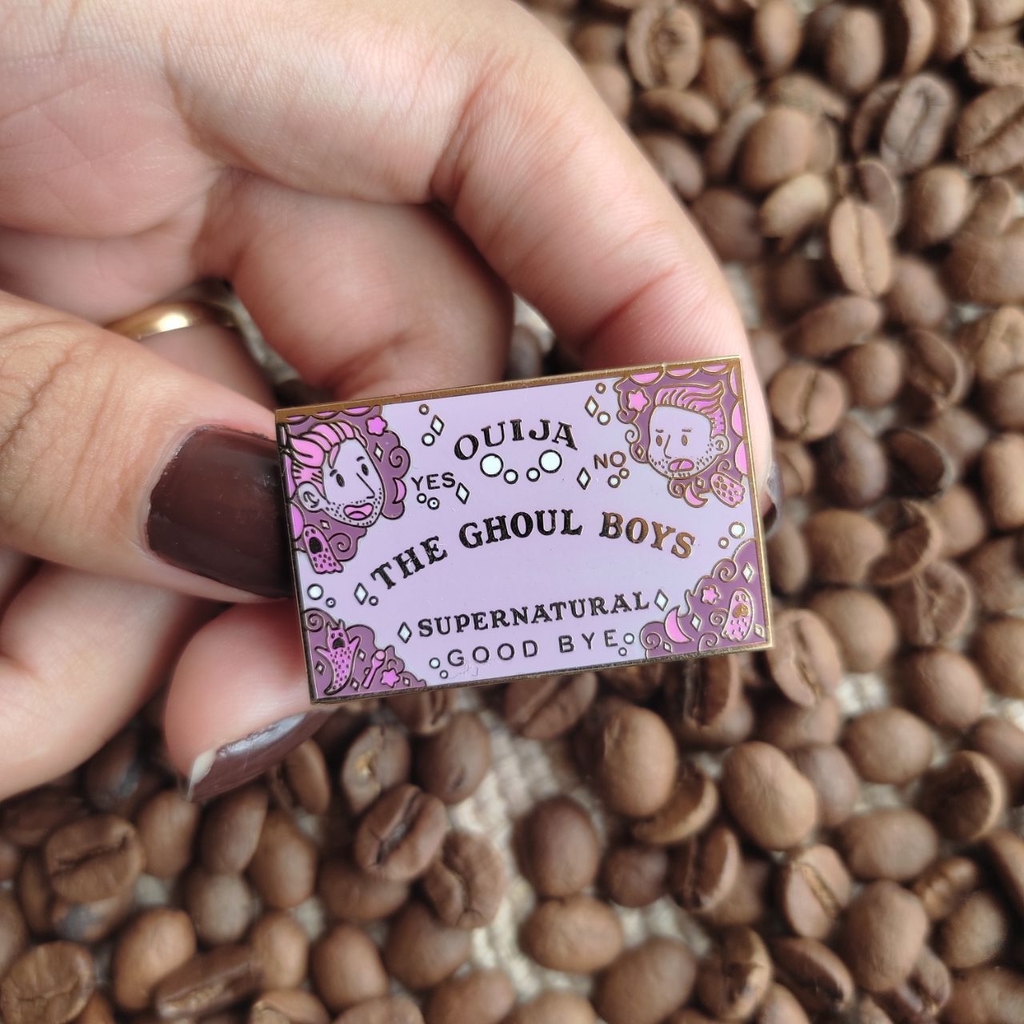 OUIJA
YES
NO
THE GHOUL BOYS
SUPERNATURAL
GOOD BYE